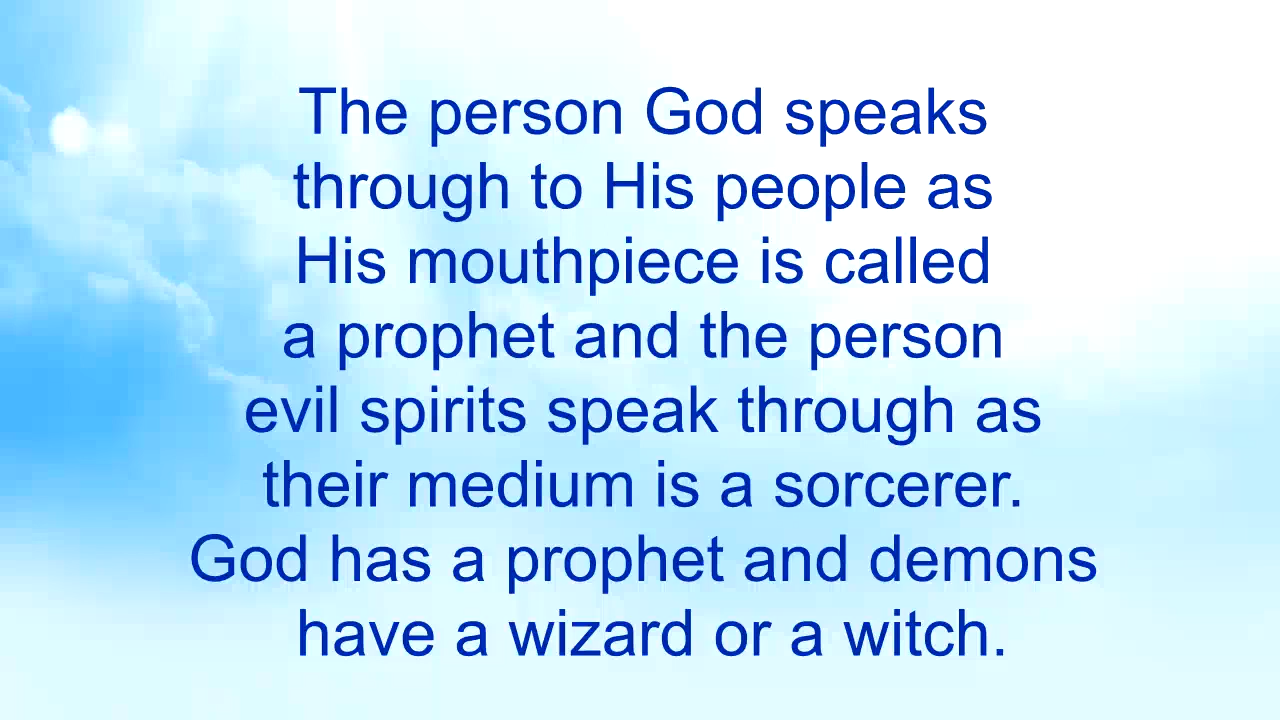 The person God speaks
through to His people as
His mouthpiece is called
a prophet and the person
evil spirits speak through as
their medium is a sorcerer.
God has a prophet and demons
have a wizard or a witch.